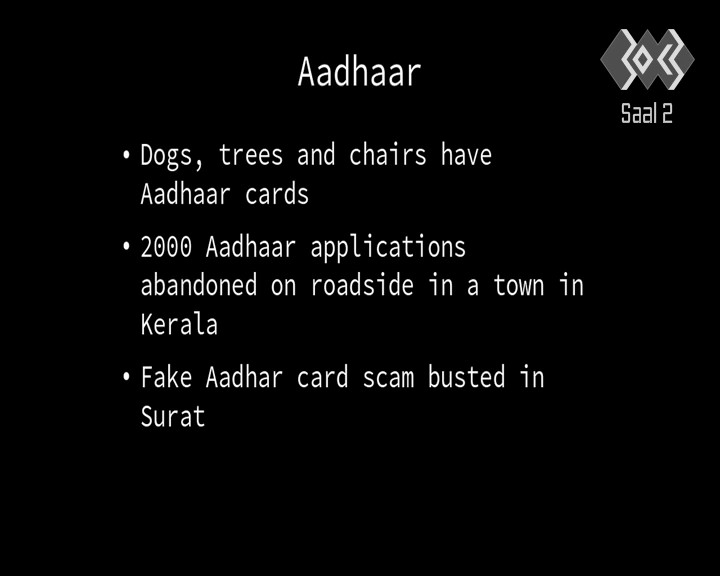 Aadhaar
Saal 2
• Dogs, trees and chairs have
Aadhaar cards
• 2000 Aadhaar applications
abandoned on roadside in a town in
Kerala
• Fake Aadhar card scam busted in
Surat